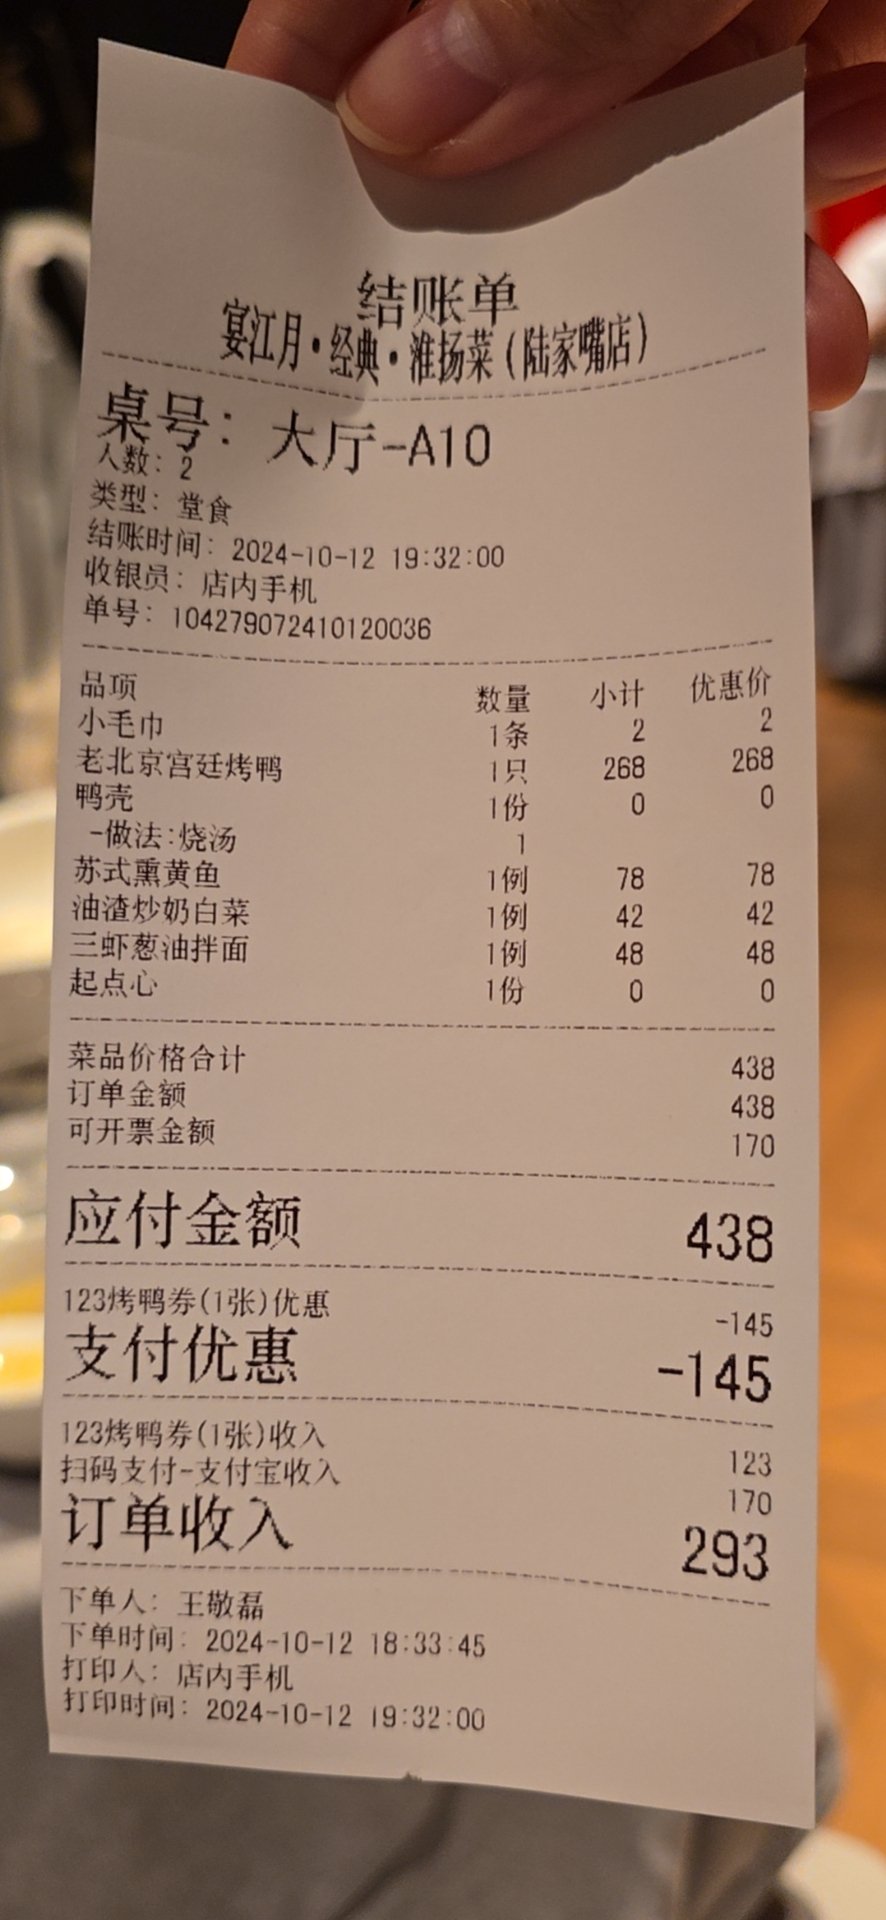 结账单
宴江月·经典·淮扬菜(陆家嘴店)
桌号: 大厅-A10
人数: 2
类型: 堂食
结账时间: 2024-10-12 19:32:00
收银员: 店内手机
单号: 104279072410120036
品项 数量 小计 优惠价
小毛巾 1条 2 2
老北京宫廷烤鸭 1只 268 268
鸭壳 1份 0 0
-做法:烧汤 1
苏式熏黄鱼 1例 78 78
油渣炒奶白菜 1例 42 42
三虾葱油拌面 1例 48 48
起点心 1份 0 0
菜品价格合计 438
订单金额 438
可开票金额 170
应付金额 438
123烤鸭券(1张)优惠 -145
支付优惠 -145
123烤鸭券(1张)收入 123
扫码支付-支付宝收入 170
订单收入 293
下单人: 王敬磊
下单时间: 2024-10-12 18:33:45
打印人: 店内手机
打印时间: 2024-10-12 19:32:00